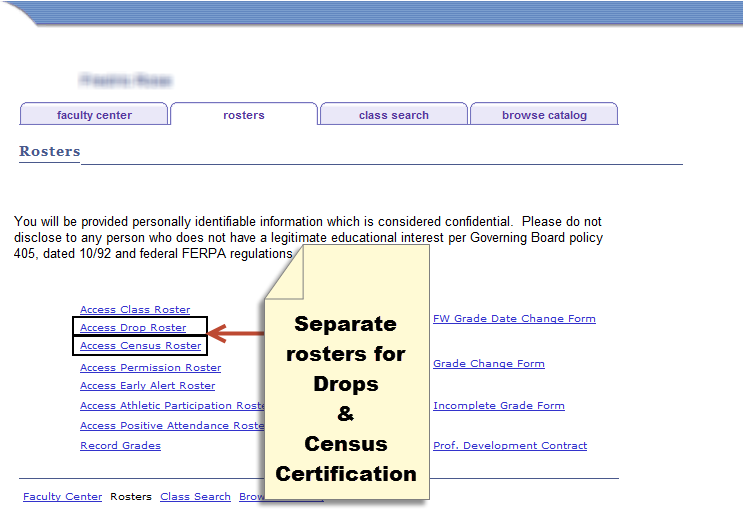 faculty center
rosters
class search
browse catalog
Rosters
You will be provided personally identifiable information which is considered confidential. Please do not
disclose to any person who does not have a legitimate educational interest per Governing Board policy
405, dated 10/92 and federal FERPA regulations
Access Class Roster
Access Drop Roster
Access Census Roster
Access Permission Roster
Access Early Alert Roster
Access Athletic Participation Roste
Access Positive Attendance Roste
Record Grades
Separate
rosters for
Drops
&
Census
Certification
FW Grade Date Change Form
Grade Change Form
Incomplete Grade Form
Prof. Development Contract
Faculty Center Rosters Class Search Brow